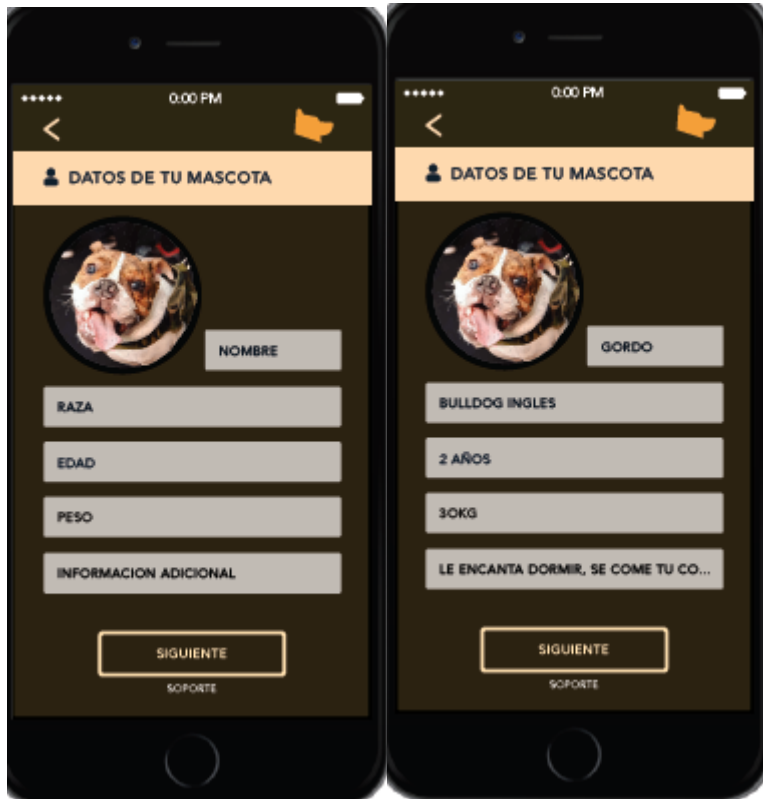 0:00 PM
DATOS DE TU MASCOTA
NOMBRE
RAZA
EDAD
PESO
INFORMACION ADICIONAL
SIGUIENTE
SOPORTE
0:00 PM
DATOS DE TU MASCOTA
GORDO
BULLDOG INGLES
2 AÑOS
30KG
LE ENCANTA DORMIR, SE COME TU CO...
SIGUIENTE
SOPORTE